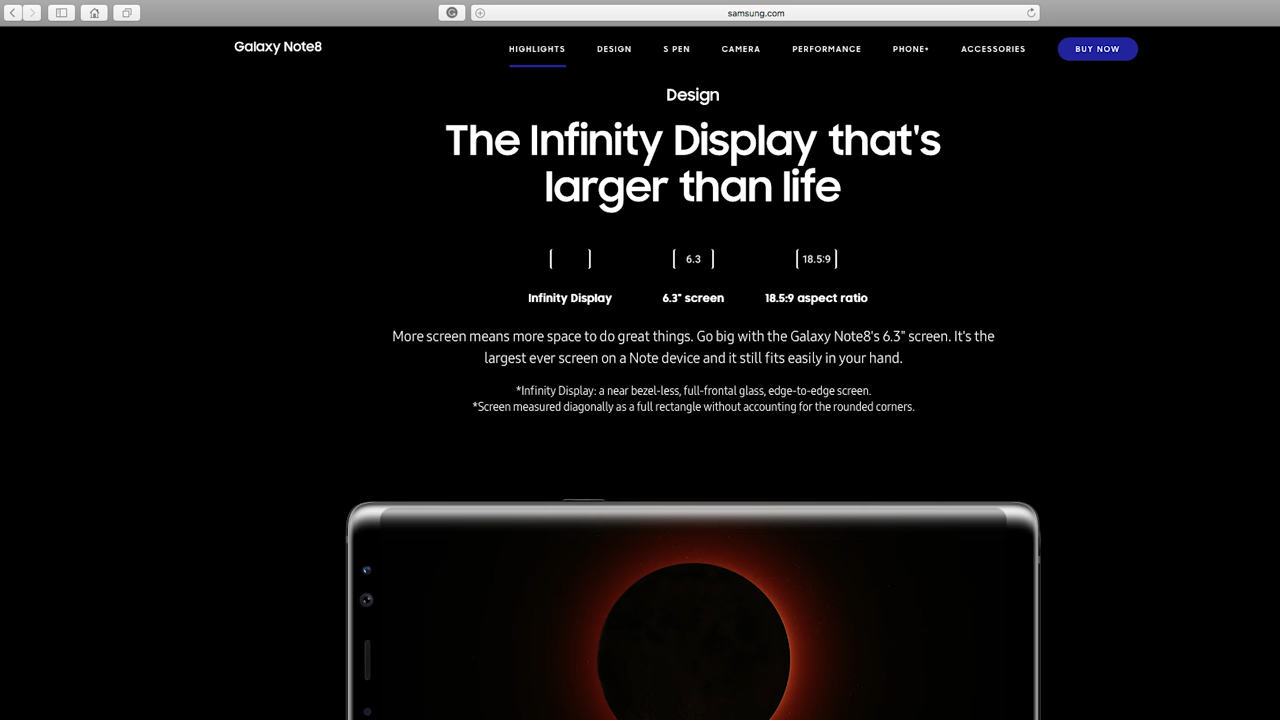 samsung.com
Galaxy Note8
HIGHLIGHTS DESIGN S PEN CAMERA PERFORMANCE PHONE+ ACCESSORIES BUY NOW
Design
The Infinity Display that's
larger than life
6.3 18.5:9
Infinity Display 6.3" screen 18.5:9 aspect ratio
More screen means more space to do great things. Go big with the Galaxy Note8's 6.3" screen. It's the
largest ever screen on a Note device and it still fits easily in your hand.
*Infinity Display: a near bezel-less, full-frontal glass, edge-to-edge screen.
*Screen measured diagonally as a full rectangle without accounting for the rounded corners.